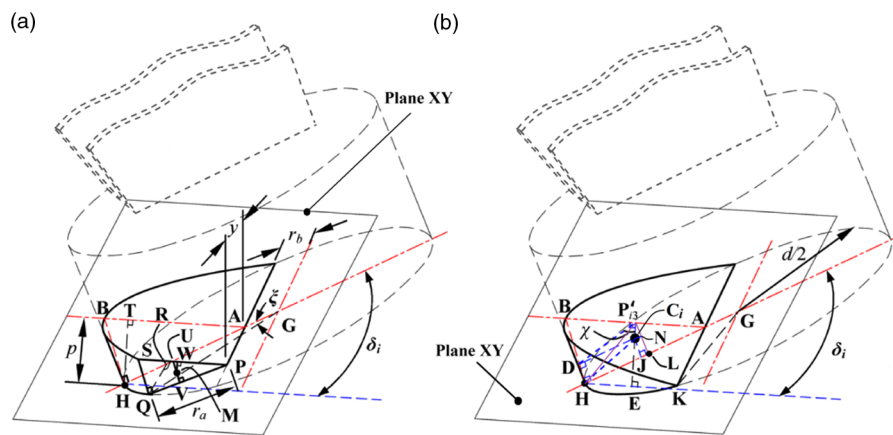 (a)
(b)
Plane XY
y
r_b
ξ
B
T
R
A
G
δ_i
p
S
U
W
P
H
Q
V
r_a
M
d/2
B
P'_i3
C_i
A
G
χ
N
δ_i
Plane XY
D
J
L
H
E
K